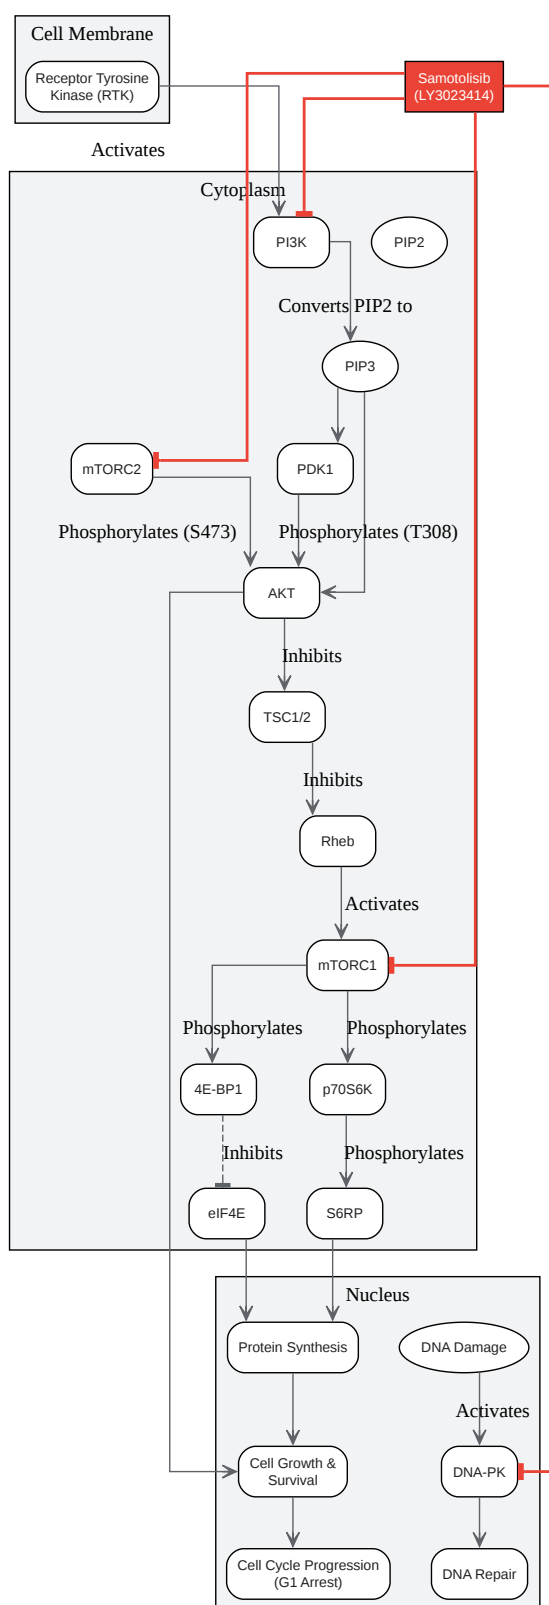 Cell Membrane
Receptor Tyrosine
Kinase (RTK)
Samotolisib
(LY3023414)
Activates
Cytoplasm
PI3K
PIP2
Converts PIP2 to
PIP3
mTORC2
PDK1
Phosphorylates (S473)
Phosphorylates (T308)
AKT
Inhibits
TSC1/2
Inhibits
Rheb
Activates
mTORC1
Phosphorylates
Phosphorylates
4E-BP1
p70S6K
Inhibits
Phosphorylates
eIF4E
S6RP
Nucleus
Protein Synthesis
DNA Damage
Activates
Cell Growth &
Survival
DNA-PK
Cell Cycle Progression
(G1 Arrest)
DNA Repair